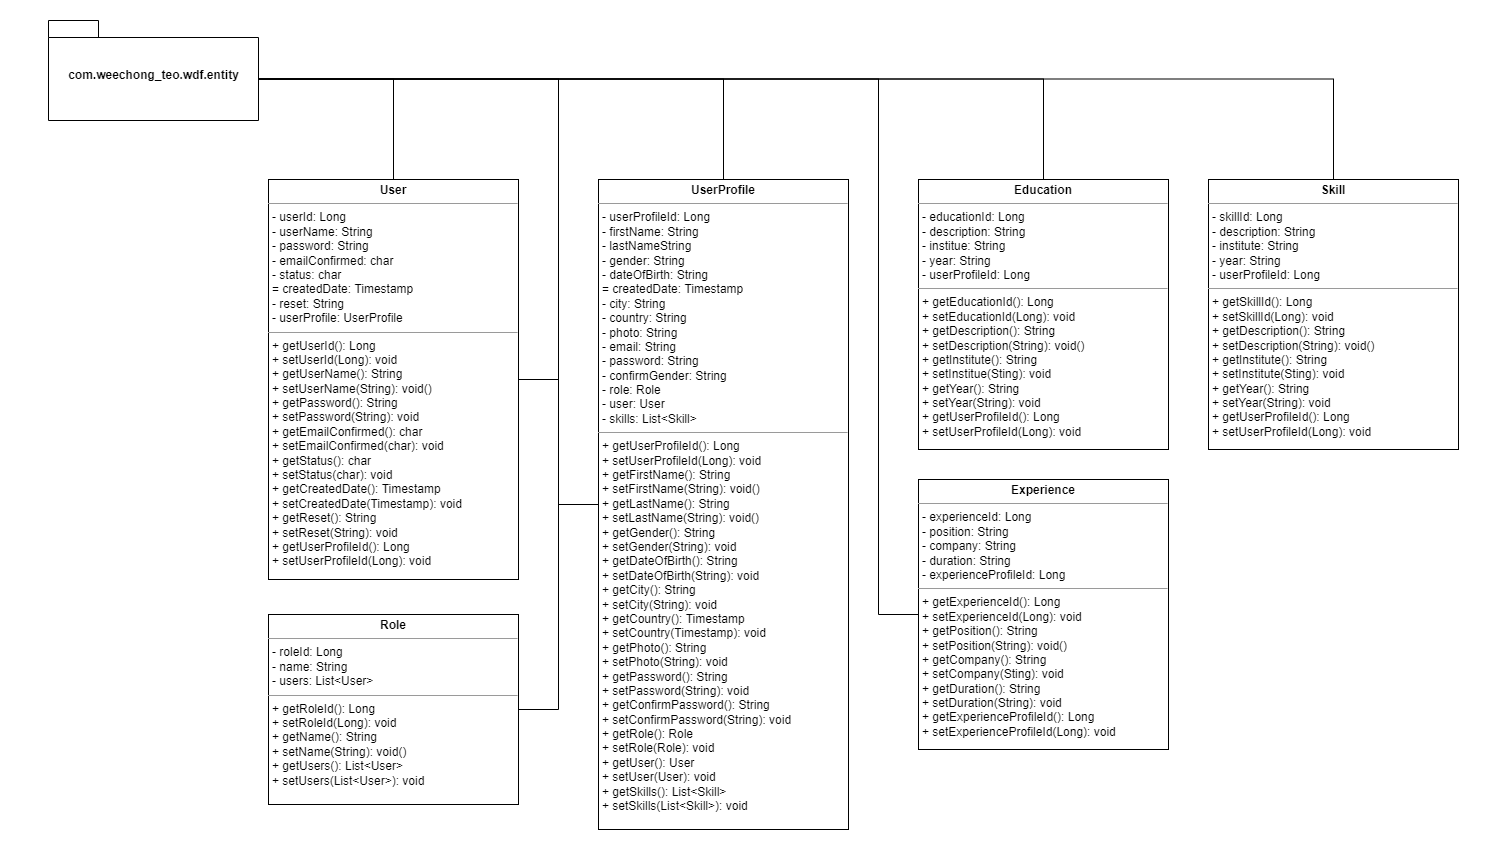 com.weechong_teo.wdf.entity
User
- userId: Long
- userName: String
- password: String
- emailConfirmed: char
- status: char
= createdDate: Timestamp
- reset: String
- userProfile: UserProfile
+ getUserId(): Long
+ setUserId(Long): void
+ getUserName(): String
+ setUserName(String): void()
+ getPassword(): String
+ setPassword(String): void
+ getEmailConfirmed(): char
+ setEmailConfirmed(char): void
+ getStatus(): char
+ setStatus(char): void
+ getCreatedDate(): Timestamp
+ setCreatedDate(Timestamp): void
+ getReset(): String
+ setReset(String): void
+ getUserProfileId(): Long
+ setUserProfileId(Long): void
Role
- roleId: Long
- name: String
- users: List<User>
+ getRoleId(): Long
+ setRoleId(Long): void
+ getName(): String
+ setName(String): void()
+ getUsers(): List<User>
+ setUsers(List<User>): void
UserProfile
- userProfileId: Long
- firstName: String
- lastNameString
- gender: String
- dateOfBirth: String
= createdDate: Timestamp
- city: String
- country: String
- photo: String
- email: String
- password: String
- confirmGender: String
- role: Role
- user: User
- skills: List<Skill>
+ getUserProfileId(): Long
+ setUserProfileId(Long): void
+ getFirstName(): String
+ setFirstName(String): void()
+ getLastName(): String
+ setLastName(String): void()
+ getGender(): String
+ setGender(String): void
+ getDateOfBirth(): String
+ setDateOfBirth(String): void
+ getCity(): String
+ setCity(String): void
+ getCountry(): Timestamp
+ setCountry(Timestamp): void
+ getPhoto(): String
+ setPhoto(String): void
+ getPassword(): String
+ setPassword(String): void
+ getConfirmPassword(): String
+ setConfirmPassword(String): void
+ getRole(): Role
+ setRole(Role): void
+ getUser(): User
+ setUser(User): void
+ getSkills(): List<Skill>
+ setSkills(List<Skill>): void
Education
- educationId: Long
- description: String
- institue: String
- year: String
- userProfileId: Long
+ getEducationId(): Long
+ setEducationId(Long): void
+ getDescription(): String
+ setDescription(String): void()
+ getInstitute(): String
+ setInstitue(Sting): void
+ getYear(): String
+ setYear(String): void
+ getUserProfileId(): Long
+ setUserProfileId(Long): void
Experience
- experienceId: Long
- position: String
- company: String
- duration: String
- experienceProfileId: Long
+ getExperienceId(): Long
+ setExperienceId(Long): void
+ getPosition(): String
+ setPosition(String): void()
+ getCompany(): String
+ setCompany(Sting): void
+ getDuration(): String
+ setDuration(String): void
+ getExperienceProfileId(): Long
+ setExperienceProfileId(Long): void
Skill
- skillId: Long
- description: String
- institute: String
- year: String
- userProfileId: Long
+ getSkillId(): Long
+ setSkillId(Long): void
+ getDescription(): String
+ setDescription(String): void()
+ getInstitute(): String
+ setInstitute(Sting): void
+ getYear(): String
+ setYear(String): void
+ getUserProfileId(): Long
+ setUserProfileId(Long): void